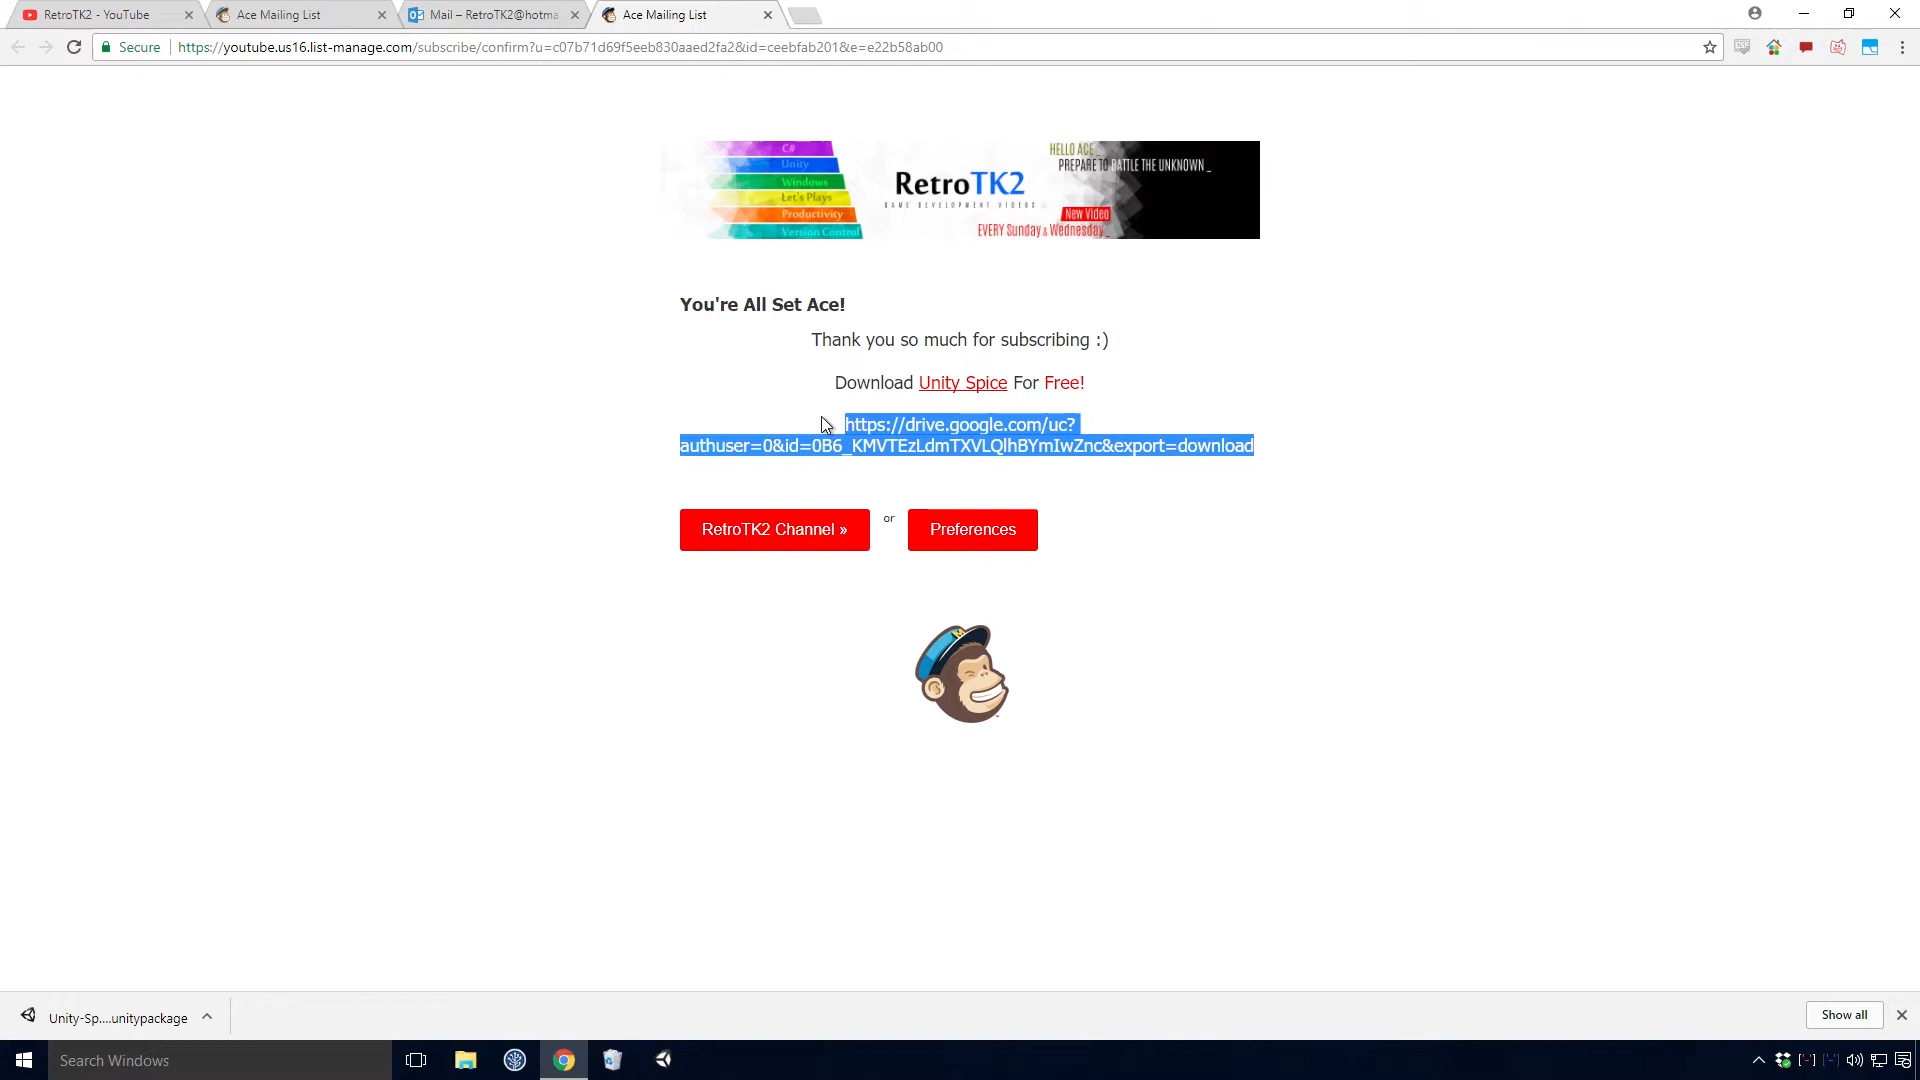 RetroTK2 - YouTube
Ace Mailing List
Mail – RetroTK2@hotma
Ace Mailing List
Secure
https://youtube.us16.list-manage.com/subscribe/confirm?u=c07b71d69f5eeb830aaed2fa2&id=ceebfab201&e=e22b58ab00
C#
Unity
Windows
Let's Plays
Productivity
Version Control
RetroTK2
GAME DEVELOPMENT VIDEOS
HELLO ACE_
PREPARE TO BATTLE THE UNKNOWN_
New Video
EVERY Sunday & Wednesday_
You're All Set Ace!
Thank you so much for subscribing :)
Download Unity Spice For Free!
https://drive.google.com/uc?
authuser=0&id=0B6_KMVTEzLdmTXVLQlhBYmIwZnc&export=download
RetroTK2 Channel »
or
Preferences
Unity-Sp....unitypackage
Show all
Search Windows